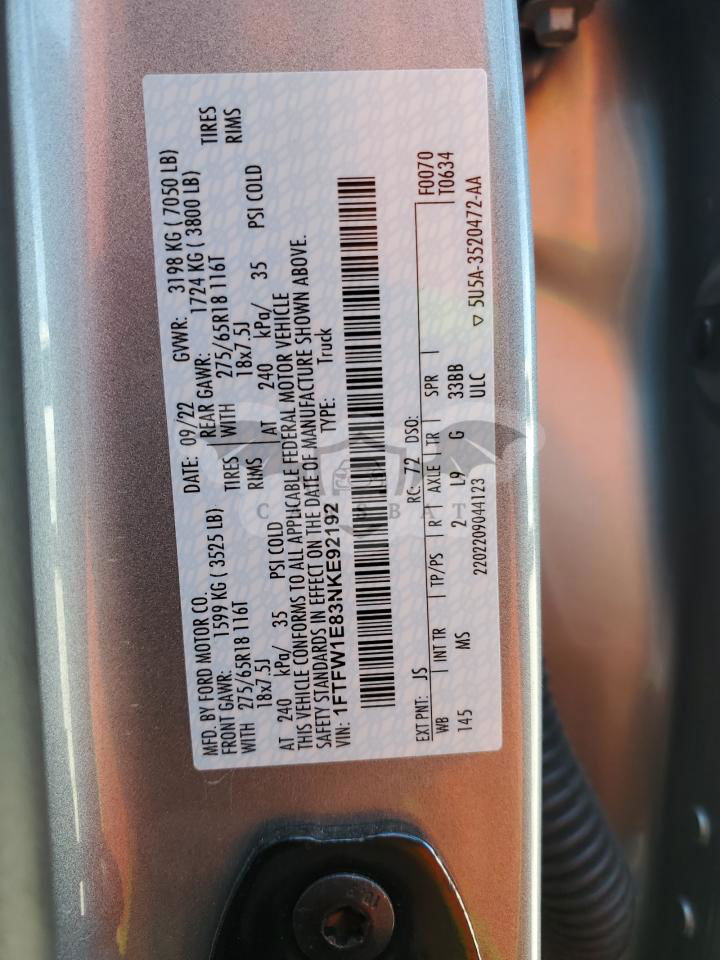 MFD. BY FORD MOTOR CO.
DATE: 09/22
GVWR: 3198 KG ( 7050 LB)
FRONT GAWR: 1599 KG ( 3525 LB)
REAR GAWR: 1724 KG ( 3800 LB)
WITH 275/65R18 116T TIRES
WITH 275/65R18 116T TIRES
18x7.5J RIMS
18x7.5J RIMS
AT 240 kPa/ 35 PSI COLD
AT 240 kPa/ 35 PSI COLD
THIS VEHICLE CONFORMS TO ALL APPLICABLE FEDERAL MOTOR VEHICLE
SAFETY STANDARDS IN EFFECT ON THE DATE OF MANUFACTURE SHOWN ABOVE.
VIN: 1FTFW1E83NKE92192
TYPE: Truck
EXT PNT: JS RC: 72 DSO: F0070
WB INT TR TP/PS R AXLE TR SPR T0634
145 MS 2 L9 G 33BB
2202209044123 ULC
▽ 5U5A-3520472-AA